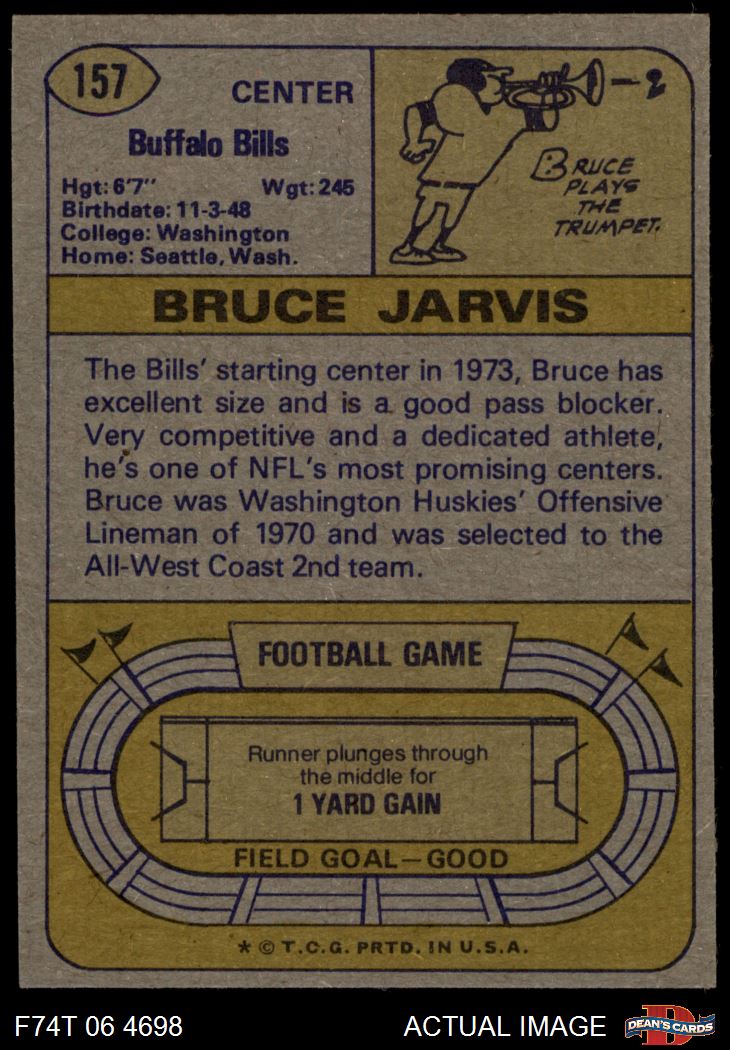 157
CENTER
Buffalo Bills
Hgt: 6'7" Wgt: 245
Birthdate: 11-3-48
College: Washington
Home: Seattle, Wash.
BRUCE
PLAYS
THE
TRUMPET.
BRUCE JARVIS
The Bills' starting center in 1973, Bruce has
excellent size and is a good pass blocker.
Very competitive and a dedicated athlete,
he's one of NFL's most promising centers.
Bruce was Washington Huskies' Offensive
Lineman of 1970 and was selected to the
All-West Coast 2nd team.
FOOTBALL GAME
Runner plunges through
the middle for
1 YARD GAIN
FIELD GOAL—GOOD
* © T.C.G. PRTD. IN U.S.A.
F74T 06 4698 ACTUAL IMAGE
D
DEAN'S CARDS